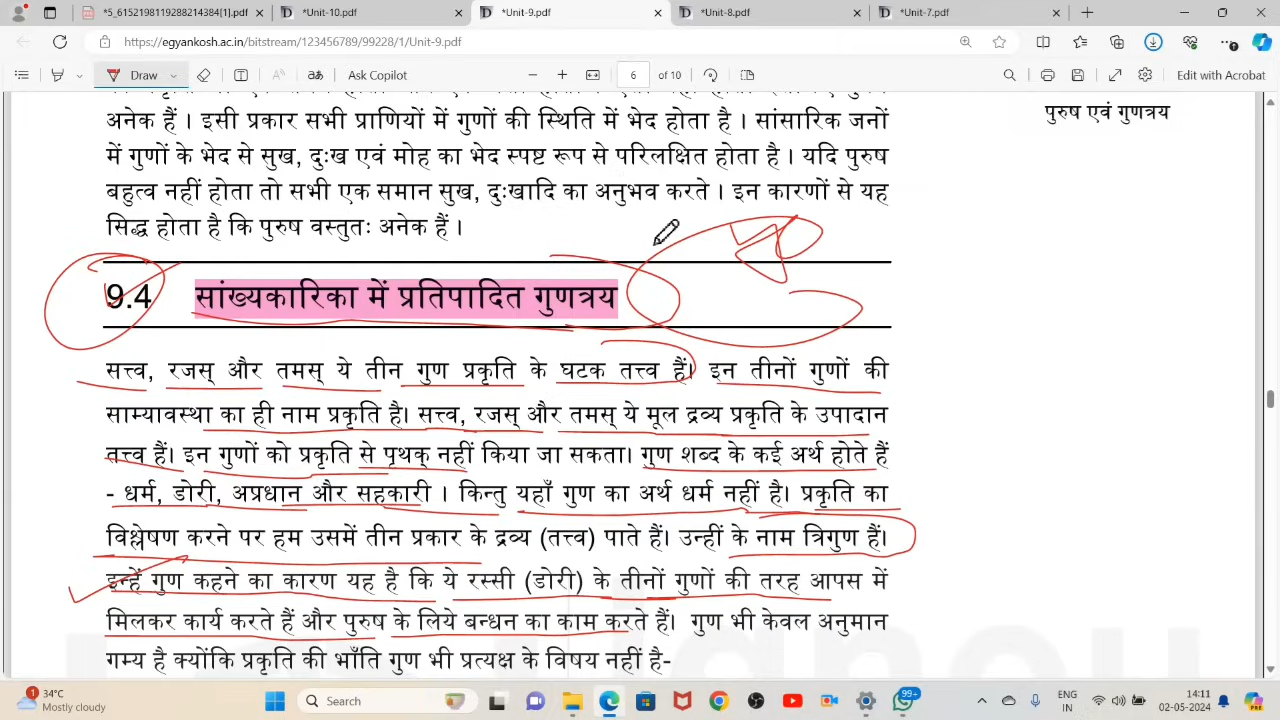 *5_6152198119288214384[1].pdf
*Unit-10.pdf
*Unit-9.pdf
*Unit-8.pdf
*Unit-7.pdf
https://egyankosh.ac.in/bitstream/123456789/99228/1/Unit-9.pdf
Draw
Ask Copilot
6 of 10
Edit with Acrobat
पुरुष एवं गुणत्रय
अनेक हैं । इसी प्रकार सभी प्राणियों में गुणों की स्थिति में भेद होता है । सांसारिक जनों
में गुणों के भेद से सुख, दुःख एवं मोह का भेद स्पष्ट रूप से परिलक्षित होता है । यदि पुरुष
बहुत्व नहीं होता तो सभी एक समान सुख, दुःखादि का अनुभव करते । इन कारणों से यह
सिद्ध होता है कि पुरुष वस्तुतः अनेक हैं ।
9.4 सांख्यकारिका में प्रतिपादित गुणत्रय
सत्त्व, रजस् और तमस् ये तीन गुण प्रकृति के घटक तत्त्व हैं। इन तीनों गुणों की
साम्यावस्था का ही नाम प्रकृति है। सत्त्व, रजस् और तमस् ये मूल द्रव्य प्रकृति के उपादान
तत्त्व हैं। इन गुणों को प्रकृति से पृथक् नहीं किया जा सकता। गुण शब्द के कई अर्थ होते हैं
- धर्म, डोरी, अप्रधान और सहकारी । किन्तु यहाँ गुण का अर्थ धर्म नहीं है। प्रकृति का
विश्लेषण करने पर हम उसमें तीन प्रकार के द्रव्य (तत्त्व) पाते हैं। उन्हीं के नाम त्रिगुण हैं।
इन्हें गुण कहने का कारण यह है कि ये रस्सी (डोरी) के तीनों गुणों की तरह आपस में
मिलकर कार्य करते हैं और पुरुष के लिये बन्धन का काम करते हैं। गुण भी केवल अनुमान
गम्य है क्योंकि प्रकृति की भाँति गुण भी प्रत्यक्ष के विषय नहीं है-
1
34°C
Mostly cloudy
Search
99+
ENG
IN
11:11
02-05-2024